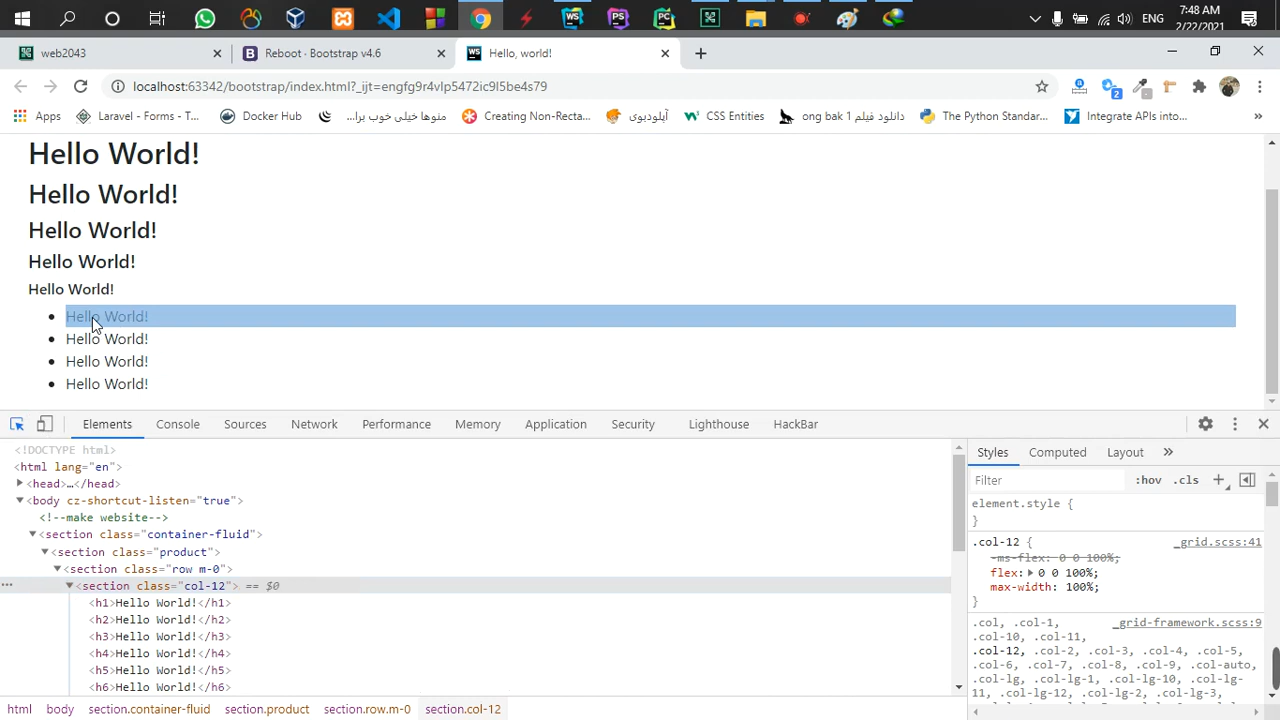 ENG
7:48 AM
2/22/2021
web2043
Reboot · Bootstrap v4.6
Hello, world!
localhost:63342/bootstrap/index.html?_ijt=engfg9r4vlp5472ic9l5be4s79
Apps
Laravel - Forms - T...
Docker Hub
منوها خیلی خوب برا...
Creating Non-Recta...
آپلودبوی
CSS Entities
دانلود فیلم ong bak 1
The Python Standar...
Integrate APIs into...
»
Hello World!
Hello World!
Hello World!
Hello World!
Hello World!
• Hello World!
• Hello World!
• Hello World!
• Hello World!
Elements Console Sources Network Performance Memory Application Security Lighthouse HackBar
<!DOCTYPE html>
<html lang="en">
<head>…</head>
<body cz-shortcut-listen="true">
<!--make website-->
<section class="container-fluid">
<section class="product">
<section class="row m-0">
<section class="col-12"> == $0
<h1>Hello World!</h1>
<h2>Hello World!</h2>
<h3>Hello World!</h3>
<h4>Hello World!</h4>
<h5>Hello World!</h5>
<h6>Hello World!</h6>
html body section.container-fluid section.product section.row.m-0 section.col-12
Styles Computed Layout »
Filter :hov .cls +
element.style {
}
.col-12 { _grid.scss:41
-ms-flex: 0 0 100%;
flex: 0 0 100%;
max-width: 100%;
}
.col, .col-1, _grid-framework.scss:9
.col-10, .col-11,
.col-12, .col-2, .col-3, .col-4, .col-5,
.col-6, .col-7, .col-8, .col-9, .col-auto,
.col-lg, .col-lg-1, .col-lg-10, .col-lg-
11, .col-lg-12, .col-lg-2, .col-lg-3,